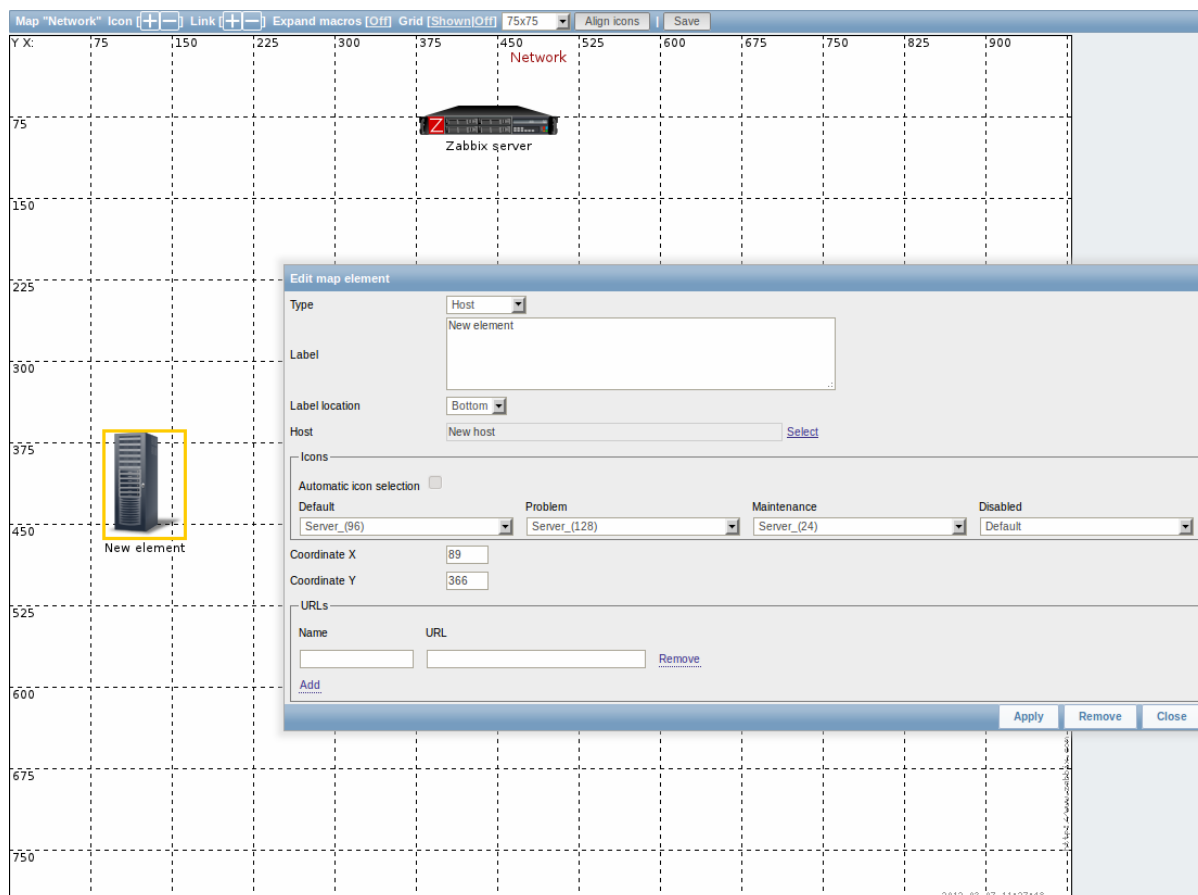 Map "Network" Icon [+|−] Link [+|−] Expand macros [Off] Grid [Shown|Off] 75x75 Align icons | Save
Y X: 75 150 225 300 375 450 525 600 675 750 825 900
Network
75
Zabbix server
150
225
Edit map element
Type Host
New element
Label
300
Label location Bottom
Host New host Select
375
Icons
Automatic icon selection
Default Problem Maintenance Disabled
Server_(96) Server_(128) Server_(24) Default
450
New element
Coordinate X 89
Coordinate Y 366
525
URLs
Name URL
Remove
Add
600
Apply Remove Close
675
750